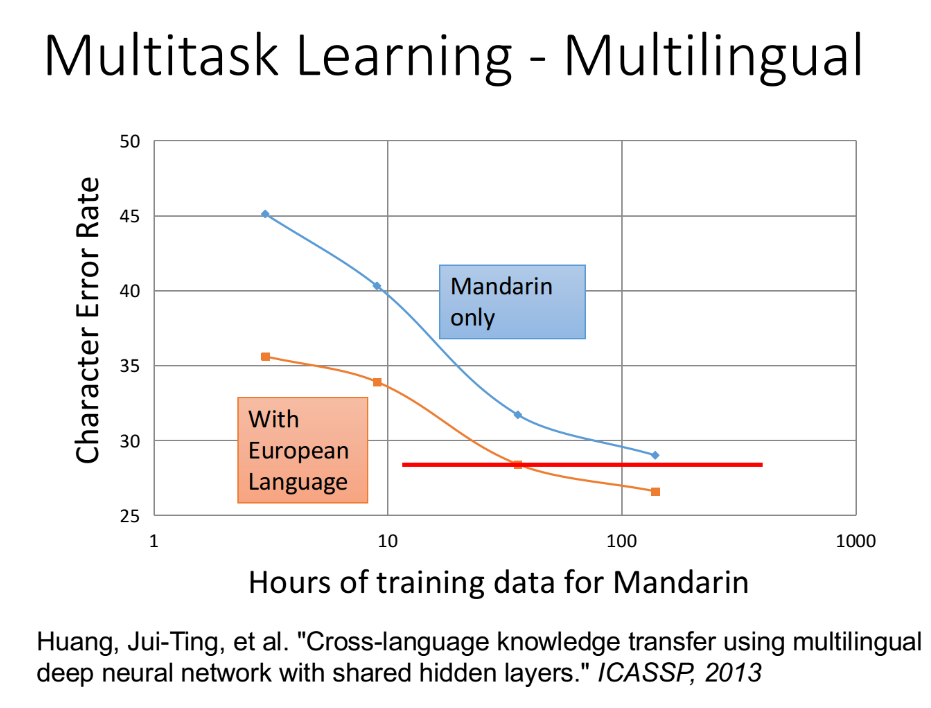 Multitask Learning - Multilingual
50
45
40
35
30
25
Character Error Rate
Mandarin
only
With
European
Language
1
10
100
1000
Hours of training data for Mandarin
Huang, Jui-Ting, et al. "Cross-language knowledge transfer using multilingual
deep neural network with shared hidden layers." ICASSP, 2013